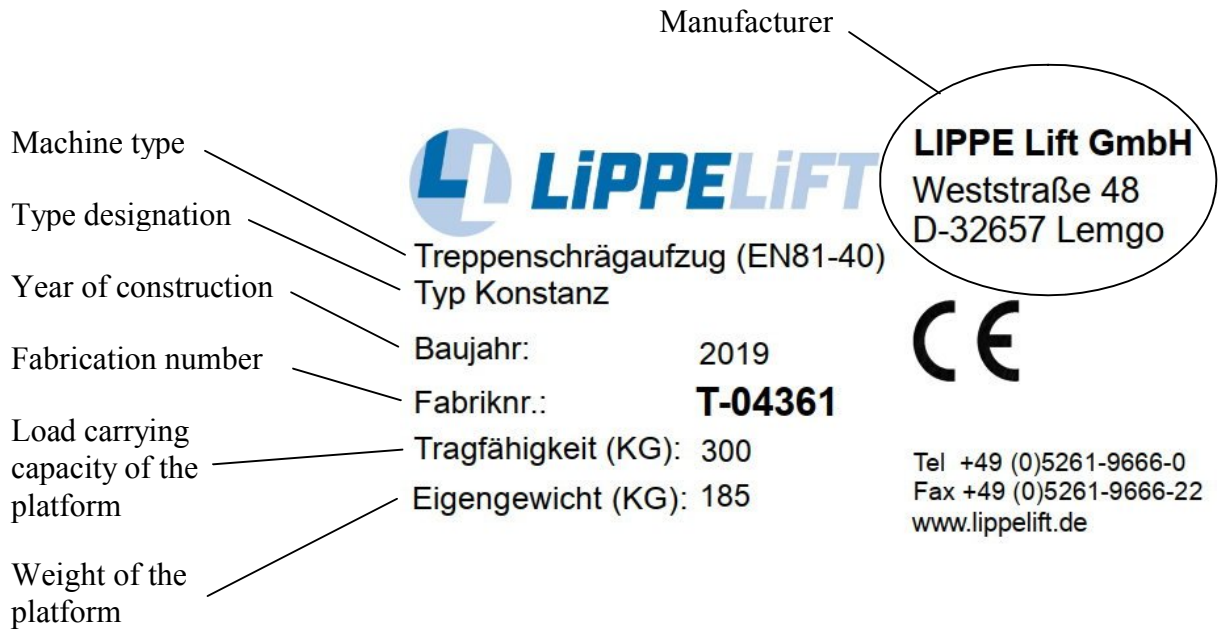 Manufacturer
Machine type
Type designation
Year of construction
Fabrication number
Load carrying
capacity of the
platform
Weight of the
platform
LiPPELiFT
Treppenschrägaufzug (EN81-40)
Typ Konstanz
Baujahr: 2019
Fabriknr.: T-04361
Tragfähigkeit (KG): 300
Eigengewicht (KG): 185
LIPPE Lift GmbH
Weststraße 48
D-32657 Lemgo
CE
Tel +49 (0)5261-9666-0
Fax +49 (0)5261-9666-22
www.lippelift.de